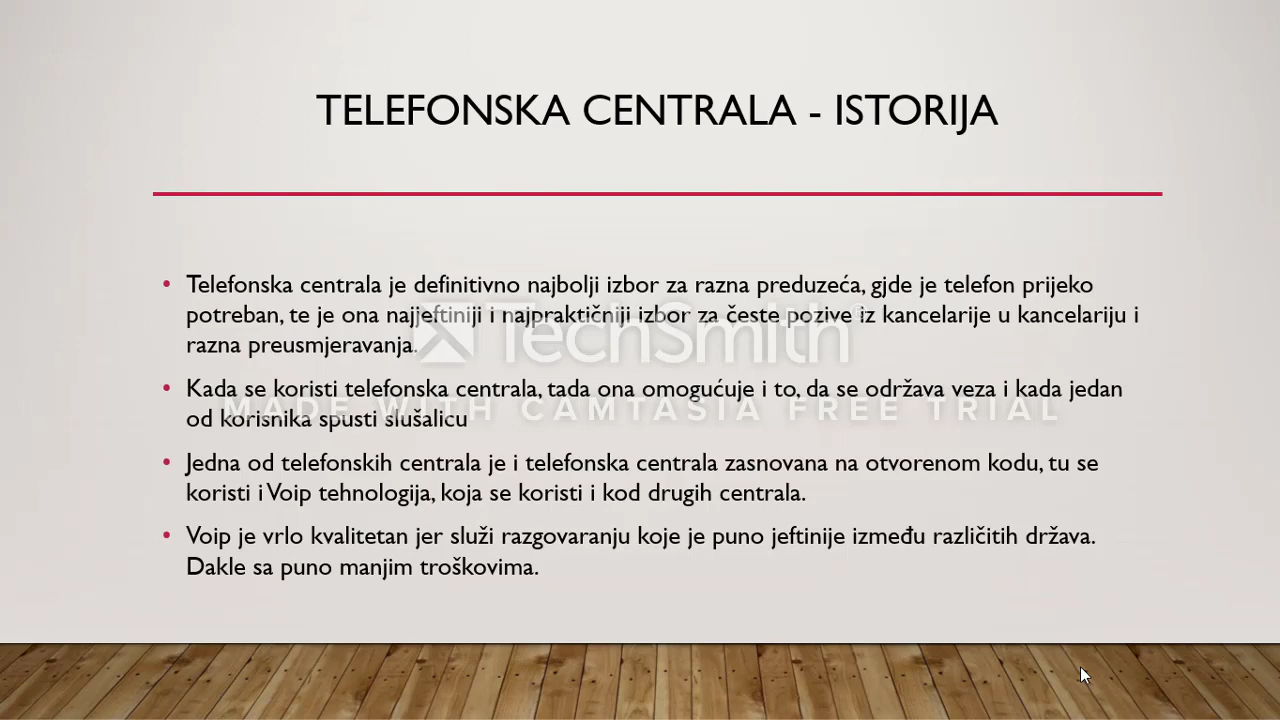 TELEFONSKA CENTRALA - ISTORIJA
• Telefonska centrala je definitivno najbolji izbor za razna preduzeća, gjde je telefon prijeko
potreban, te je ona najjeftiniji i najpraktičniji izbor za česte pozive iz kancelarije u kancelariju i
razna preusmjeravanja.
TechSmith®
• Kada se koristi telefonska centrala, tada ona omogućuje i to, da se održava veza i kada jedan
od korisnika spusti slušalicu
MADE WITH CAMTASIA FREE TRIAL
• Jedna od telefonskih centrala je i telefonska centrala zasnovana na otvorenom kodu, tu se
koristi i Voip tehnologija, koja se koristi i kod drugih centrala.
• Voip je vrlo kvalitetan jer služi razgovaranju koje je puno jeftinije između različitih država.
Dakle sa puno manjim troškovima.